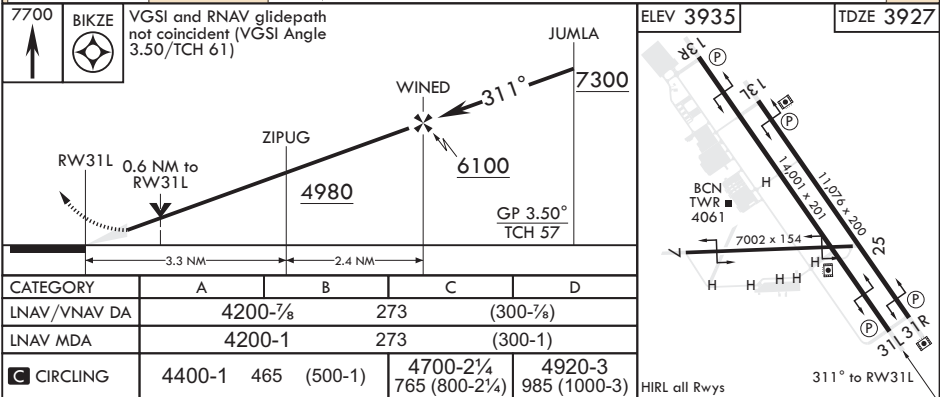 7700
BIKZE
VGSI and RNAV glidepath
not coincident (VGSI Angle
3.50/TCH 61)
JUMLA
7300
311°
WINED
6100
ZIPUG
4980
RW31L
0.6 NM to
RW31L
GP 3.50°
TCH 57
3.3 NM
2.4 NM
CATEGORY A B C D
LNAV/VNAV DA 4200-⅞ 273 (300-⅞)
LNAV MDA 4200-1 273 (300-1)
C CIRCLING 4400-1 465 (500-1) 4700-2¼ 4920-3
765 (800-2¼) 985 (1000-3)
ELEV 3935
TDZE 3927
13R
P
13L
P
14,001 x 201
11,076 x 200
H
BCN
TWR
4061
7002 x 154
7
25
H
H
H
H
H
P
P
31L
31R
311° to RW31L
HIRL all Rwys